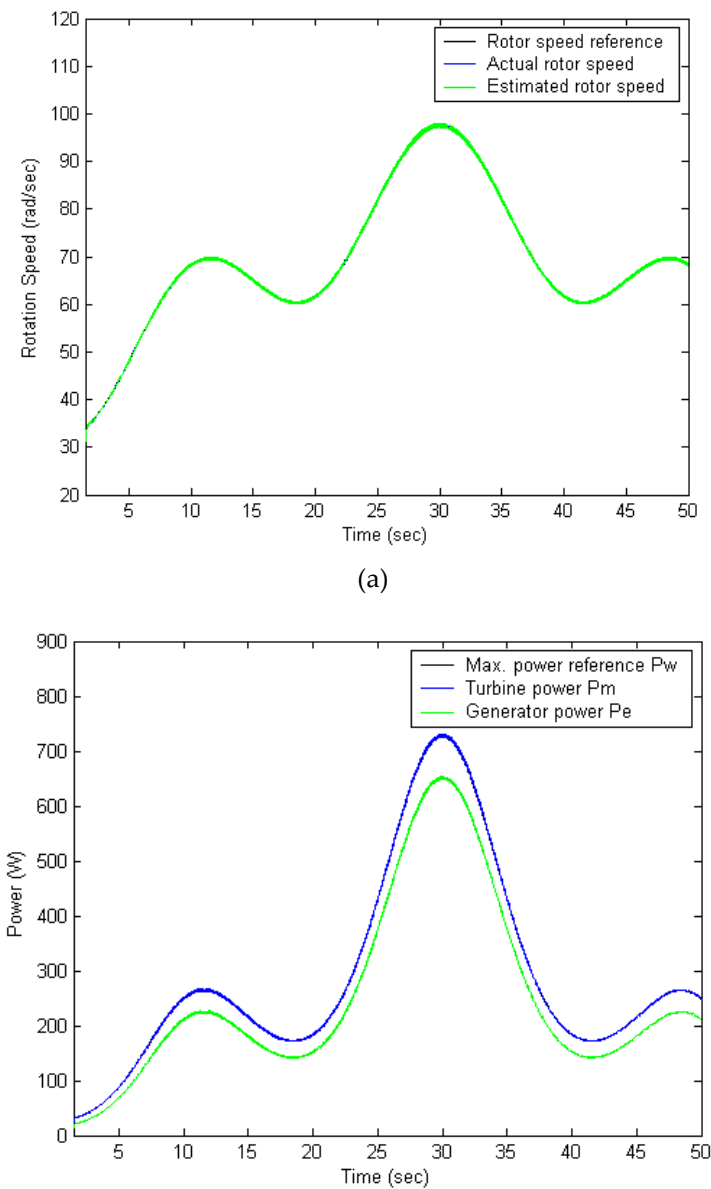 120
110
100
90
80
70
60
50
40
30
20
Rotation Speed (rad/sec)
Rotor speed reference
Actual rotor speed
Estimated rotor speed
5 10 15 20 25 30 35 40 45 50
Time (sec)
(a)
900
800
700
600
500
400
300
200
100
0
Power (W)
Max. power reference Pw
Turbine power Pm
Generator power Pe
5 10 15 20 25 30 35 40 45 50
Time (sec)